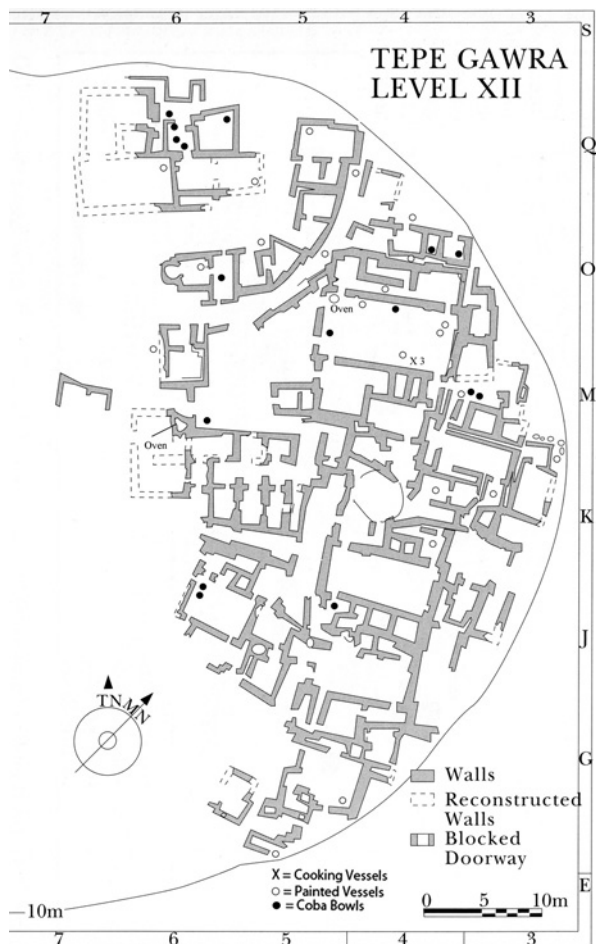 7 6 5 4 3
S
TEPE GAWRA
LEVEL XII
Q
O
Oven
X 3
M
Oven
K
J
TN MN
G
Walls
Reconstructed
Walls
Blocked
Doorway
E
X = Cooking Vessels
○ = Painted Vessels
● = Coba Bowls
0 5 10m
10m
7 6 5 4 3